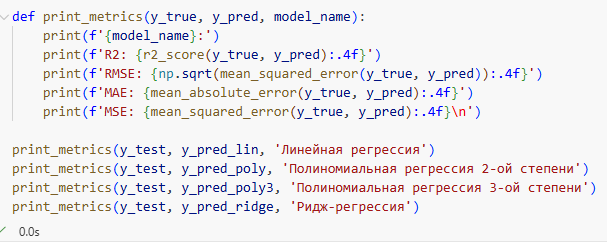 def print_metrics(y_true, y_pred, model_name):
    print(f'{model_name}:')
    print(f'R2: {r2_score(y_true, y_pred):.4f}')
    print(f'RMSE: {np.sqrt(mean_squared_error(y_true, y_pred)):.4f}')
    print(f'MAE: {mean_absolute_error(y_true, y_pred):.4f}')
    print(f'MSE: {mean_squared_error(y_true, y_pred):.4f}\n')
print_metrics(y_test, y_pred_lin, 'Линейная регрессия')
print_metrics(y_test, y_pred_poly, 'Полиномиальная регрессия 2-ой степени')
print_metrics(y_test, y_pred_poly3, 'Полиномиальная регрессия 3-ой степени')
print_metrics(y_test, y_pred_ridge, 'Ридж-регрессия')
0.0s